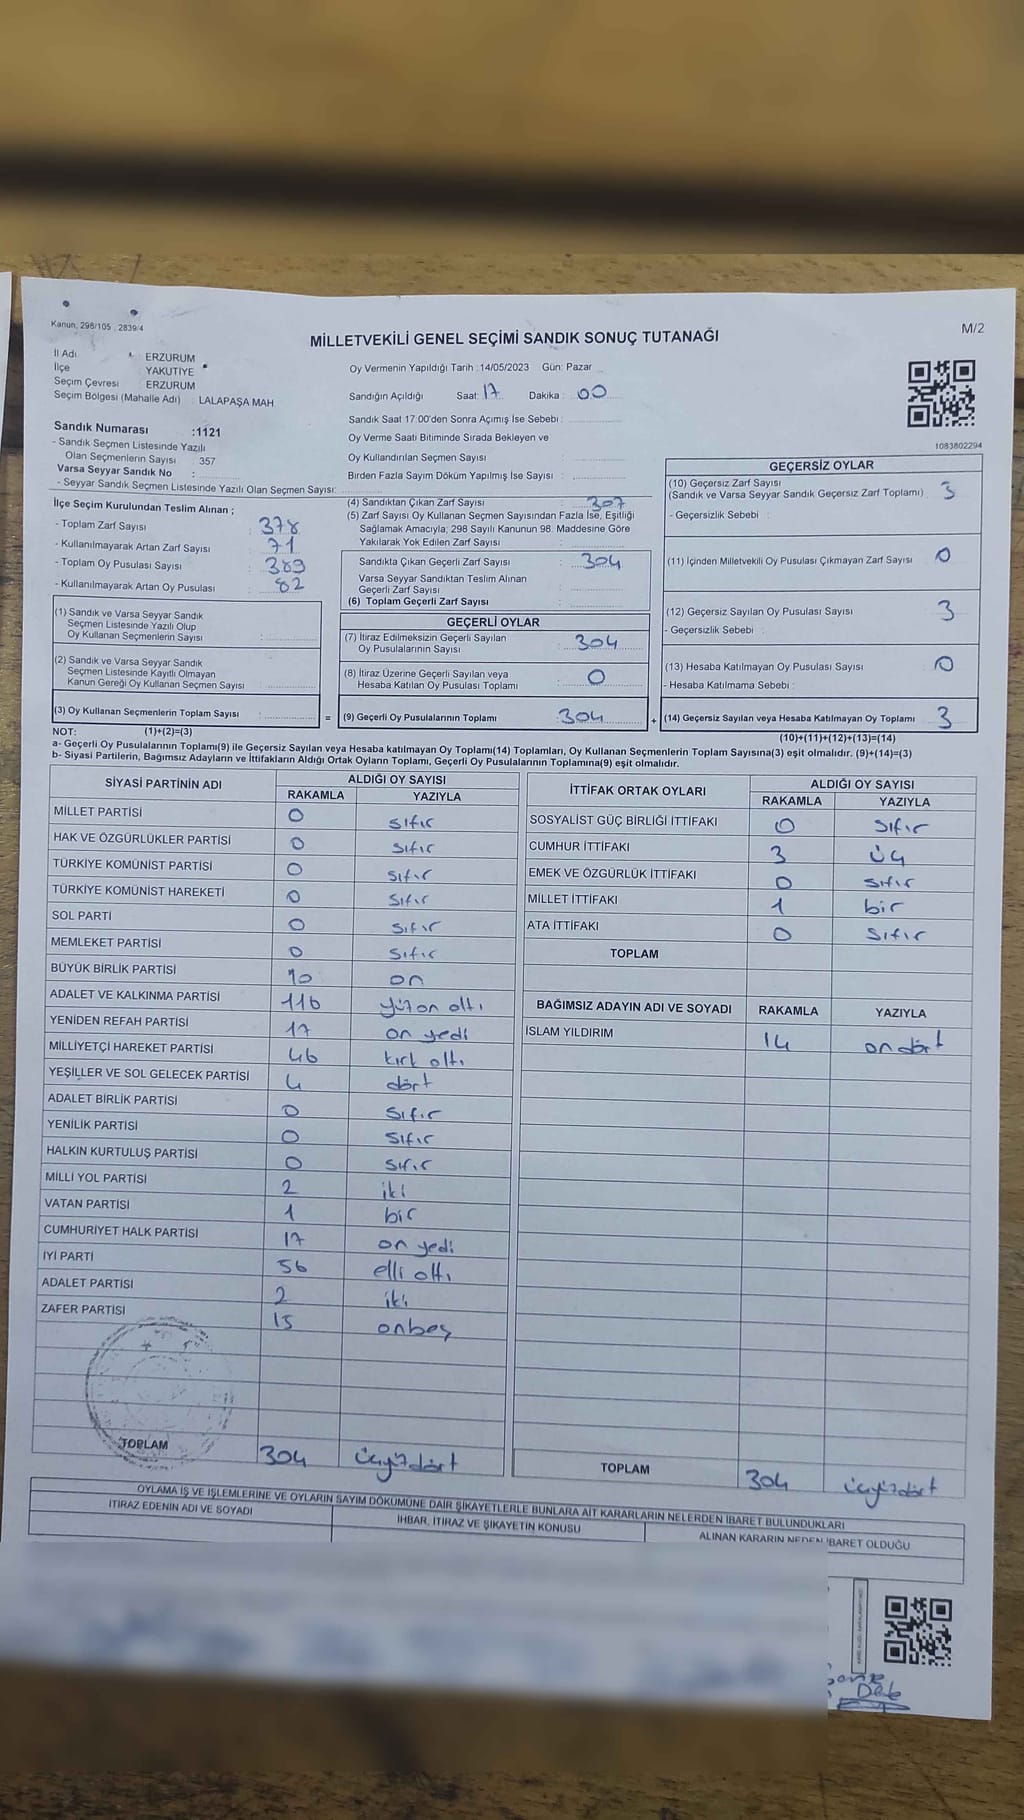 Kanun, 298/105 , 2839/4
M/2
MİLLETVEKİLİ GENEL SEÇİMİ SANDIK SONUÇ TUTANAĞI
İl Adı : ERZURUM
İlçe YAKUTİYE
Seçim Çevresi : ERZURUM
Seçim Bölgesi (Mahalle Adı) : LALAPAŞA MAH
Sandık Numarası :1121
- Sandık Seçmen Listesinde Yazılı
Olan Seçmenlerin Sayısı : 357
Varsa Seyyar Sandık No :
- Seyyar Sandık Seçmen Listesinde Yazılı Olan Seçmen Sayısı:
Oy Vermenin Yapıldığı Tarih :14/05/2023 Gün: Pazar
Sandığın Açıldığı Saat: 17 Dakika : 00
Sandık Saat 17:00'den Sonra Açımış İse Sebebi :
Oy Verme Saati Bitiminde Sırada Bekleyen ve
Oy Kullandırılan Seçmen Sayısı :
Birden Fazla Sayım Döküm Yapılmış İse Sayısı :
1083802294
İlçe Seçim Kurulundan Teslim Alınan ;
- Toplam Zarf Sayısı : 378
- Kullanılmayarak Artan Zarf Sayısı : 71
- Toplam Oy Pusulası Sayısı : 389
- Kullanılmayarak Artan Oy Pusulası : 82
(1) Sandık ve Varsa Seyyar Sandık
Seçmen Listesinde Yazılı Olup
Oy Kullanan Seçmenlerin Sayısı :
(2) Sandık ve Varsa Seyyar Sandık
Seçmen Listesinde Kayıtlı Olmayan
Kanun Gereği Oy Kullanan Seçmen Sayısı :
(3) Oy Kullanan Seçmenlerin Toplam Sayısı :
(4) Sandıktan Çıkan Zarf Sayısı : 307
(5) Zarf Sayısı Oy Kullanan Seçmen Sayısından Fazla İse, Eşitliği
Sağlamak Amacıyla; 298 Sayılı Kanunun 98. Maddesine Göre
Yakılarak Yok Edilen Zarf Sayısı :
Sandıkta Çıkan Geçerli Zarf Sayısı : 304
Varsa Seyyar Sandıktan Teslim Alınan
Geçerli Zarf Sayısı :
(6) Toplam Geçerli Zarf Sayısı :
GEÇERLİ OYLAR
(7) İtiraz Edilmeksizin Geçerli Sayılan
Oy Pusulalarının Sayısı : 304
(8) İtiraz Üzerine Geçerli Sayılan veya
Hesaba Katılan Oy Pusulası Toplamı : 0
= (9) Geçerli Oy Pusulalarının Toplamı : 304
GEÇERSİZ OYLAR
(10) Geçersiz Zarf Sayısı
(Sandık ve Varsa Seyyar Sandık Geçersiz Zarf Toplamı) : 3
- Geçersizlik Sebebi :
(11) İçinden Milletvekili Oy Pusulası Çıkmayan Zarf Sayısı : 0
(12) Geçersiz Sayılan Oy Pusulası Sayısı : 3
- Geçersizlik Sebebi :
(13) Hesaba Katılmayan Oy Pusulası Sayısı : 0
- Hesaba Katılmama Sebebi :
+ (14) Geçersiz Sayılan veya Hesaba Katılmayan Oy Toplamı : 3
NOT: (1)+(2)=(3)
(10)+(11)+(12)+(13)=(14)
a- Geçerli Oy Pusulalarının Toplamı(9) ile Geçersiz Sayılan veya Hesaba katılmayan Oy Toplamı(14) Toplamları, Oy Kullanan Seçmenlerin Toplam Sayısına(3) eşit olmalıdır. (9)+(14)=(3)
b- Siyasi Partilerin, Bağımsız Adayların ve İttifakların Aldığı Ortak Oyların Toplamı, Geçerli Oy Pusulalarının Toplamına(9) eşit olmalıdır.
SİYASİ PARTİNİN ADI ALDIĞI OY SAYISI
RAKAMLA YAZIYLA
MİLLET PARTİSİ 0 sıfır
HAK VE ÖZGÜRLÜKLER PARTİSİ 0 sıfır
TÜRKİYE KOMÜNİST PARTİSİ 0 sıfır
TÜRKİYE KOMÜNİST HAREKETİ 0 sıfır
SOL PARTİ 0 sıfır
MEMLEKET PARTİSİ 0 sıfır
BÜYÜK BİRLİK PARTİSİ 10 on
ADALET VE KALKINMA PARTİSİ 116 yüzon altı
YENİDEN REFAH PARTİSİ 17 on yedi
MİLLİYETÇİ HAREKET PARTİSİ 46 kırk altı
YEŞİLLER VE SOL GELECEK PARTİSİ 4 dört
ADALET BİRLİK PARTİSİ 0 sıfır
YENİLİK PARTİSİ 0 sıfır
HALKIN KURTULUŞ PARTİSİ 0 sıfır
MİLLİ YOL PARTİSİ 2 iki
VATAN PARTİSİ 1 bir
CUMHURİYET HALK PARTİSİ 17 on yedi
İYİ PARTİ 56 elli altı
ADALET PARTİSİ 2 iki
ZAFER PARTİSİ 15 onbeş
TOPLAM 304 üçyüzdört
İTTİFAK ORTAK OYLARI ALDIĞI OY SAYISI
RAKAMLA YAZIYLA
SOSYALİST GÜÇ BİRLİĞİ İTTİFAKI 0 sıfır
CUMHUR İTTİFAKI 3 üç
EMEK VE ÖZGÜRLÜK İTTİFAKI 0 sıfır
MİLLET İTTİFAKI 1 bir
ATA İTTİFAKI 0 sıfır
TOPLAM
BAĞIMSIZ ADAYIN ADI VE SOYADI RAKAMLA YAZIYLA
İSLAM YILDIRIM 14 on dört
TOPLAM 304 üçyüzdört
OYLAMA İŞ VE İŞLEMLERİNE VE OYLARIN SAYIM DÖKÜMÜNE DAİR ŞİKAYETLERLE BUNLARA AİT KARARLARIN NELERDEN İBARET BULUNDUKLARI
İTİRAZ EDENİN ADI VE SOYADI İHBAR, İTİRAZ VE ŞİKAYETİN KONUSU ALINAN KARARIN NEDEN İBARET OLDUĞU